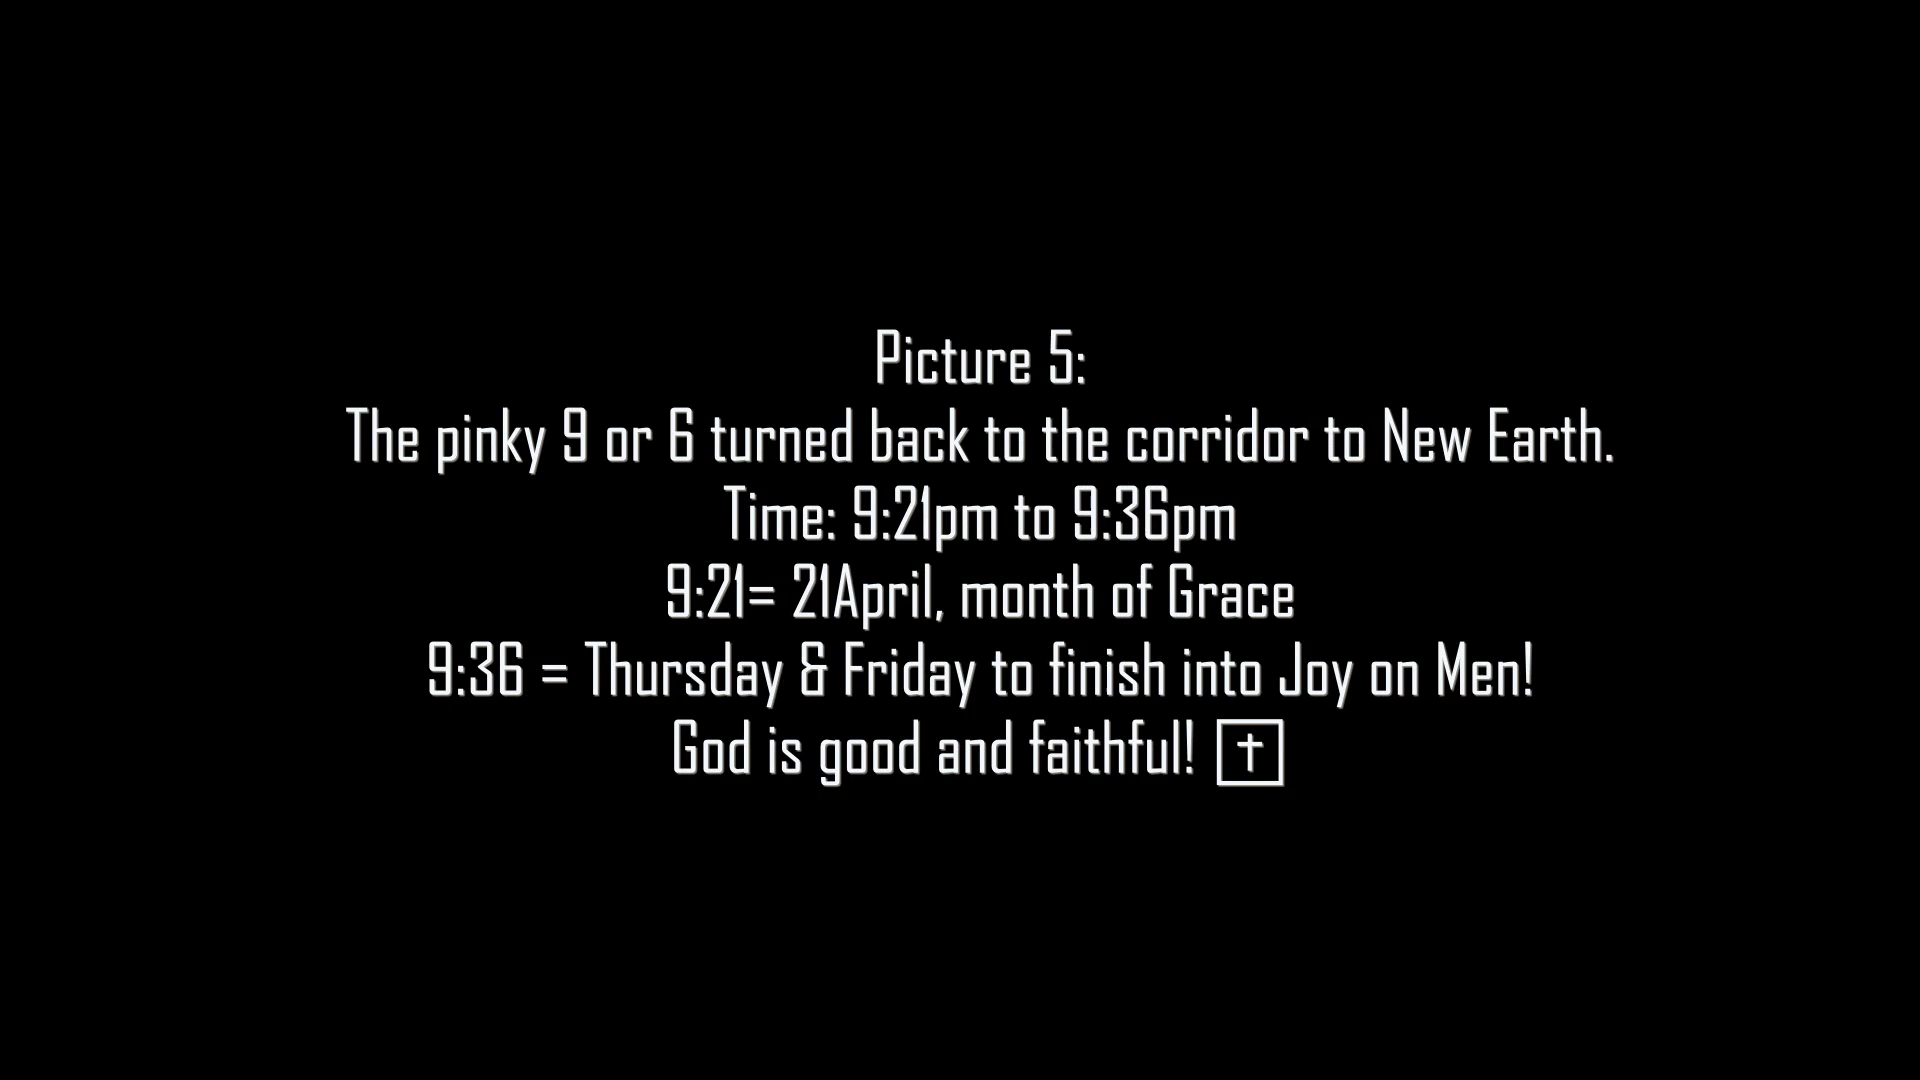 Picture 5:
The pinky 9 or 6 turned back to the corridor to New Earth.
Time: 9:21pm to 9:36pm
9:21= 21April, month of Grace
9:36 = Thursday & Friday to finish into Joy on Men!
God is good and faithful! ✝